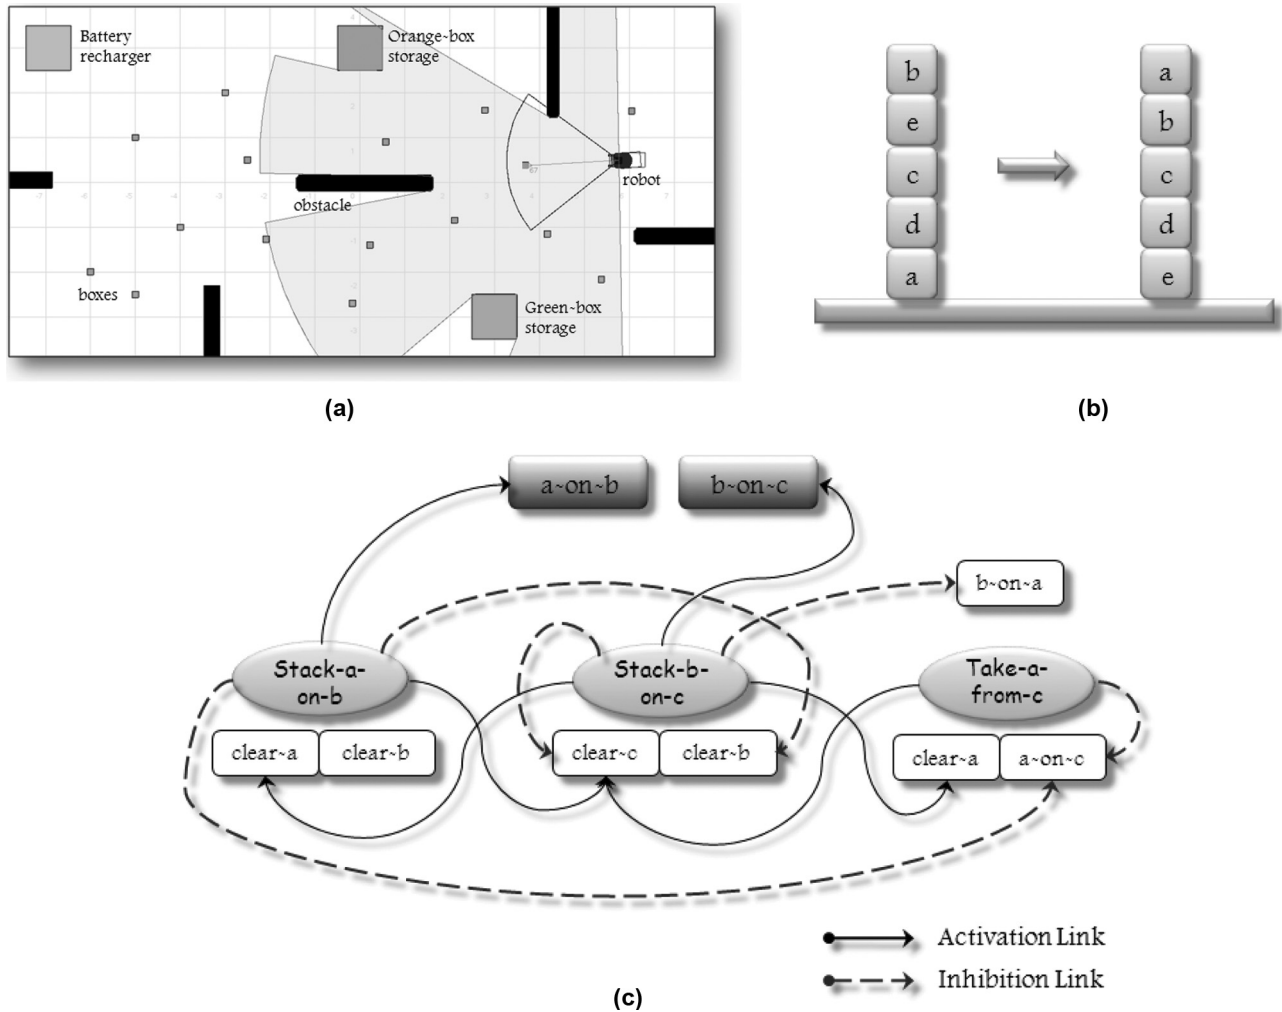 Battery
recharger
Orange-box
storage
robot
obstacle
boxes
Green-box
storage
(a)
b
e
c
d
a
a
b
c
d
e
(b)
a~on~b
b~on~c
b~on~a
Stack-a-
on-b
Stack-b-
on-c
Take-a-
from-c
clear~a
clear~b
clear~c
clear~b
clear~a
a~on~c
Activation Link
Inhibition Link
(c)